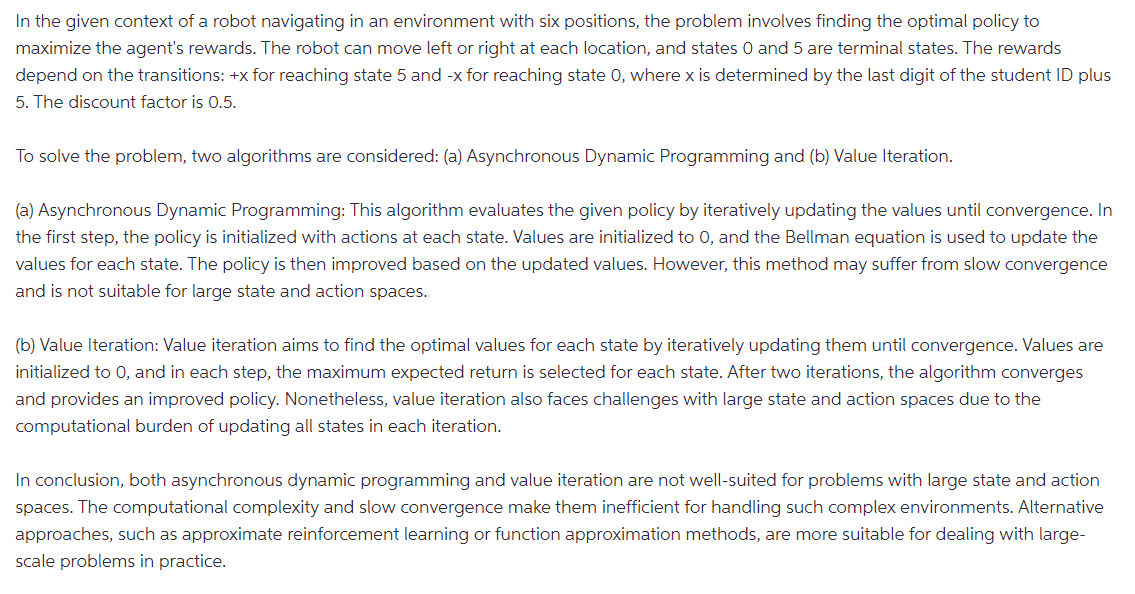 In the given context of a robot navigating in an environment with six positions, the problem involves finding the optimal policy to
maximize the agent's rewards. The robot can move left or right at each location, and states 0 and 5 are terminal states. The rewards
depend on the transitions: +x for reaching state 5 and -x for reaching state 0, where x is determined by the last digit of the student ID plus
5. The discount factor is 0.5.
To solve the problem, two algorithms are considered: (a) Asynchronous Dynamic Programming and (b) Value Iteration.
(a) Asynchronous Dynamic Programming: This algorithm evaluates the given policy by iteratively updating the values until convergence. In
the first step, the policy is initialized with actions at each state. Values are initialized to 0, and the Bellman equation is used to update the
values for each state. The policy is then improved based on the updated values. However, this method may suffer from slow convergence
and is not suitable for large state and action spaces.
(b) Value Iteration: Value iteration aims to find the optimal values for each state by iteratively updating them until convergence. Values are
initialized to 0, and in each step, the maximum expected return is selected for each state. After two iterations, the algorithm converges
and provides an improved policy. Nonetheless, value iteration also faces challenges with large state and action spaces due to the
computational burden of updating all states in each iteration.
In conclusion, both asynchronous dynamic programming and value iteration are not well-suited for problems with large state and action
spaces. The computational complexity and slow convergence make them inefficient for handling such complex environments. Alternative
approaches, such as approximate reinforcement learning or function approximation methods, are more suitable for dealing with large-
scale problems in practice.